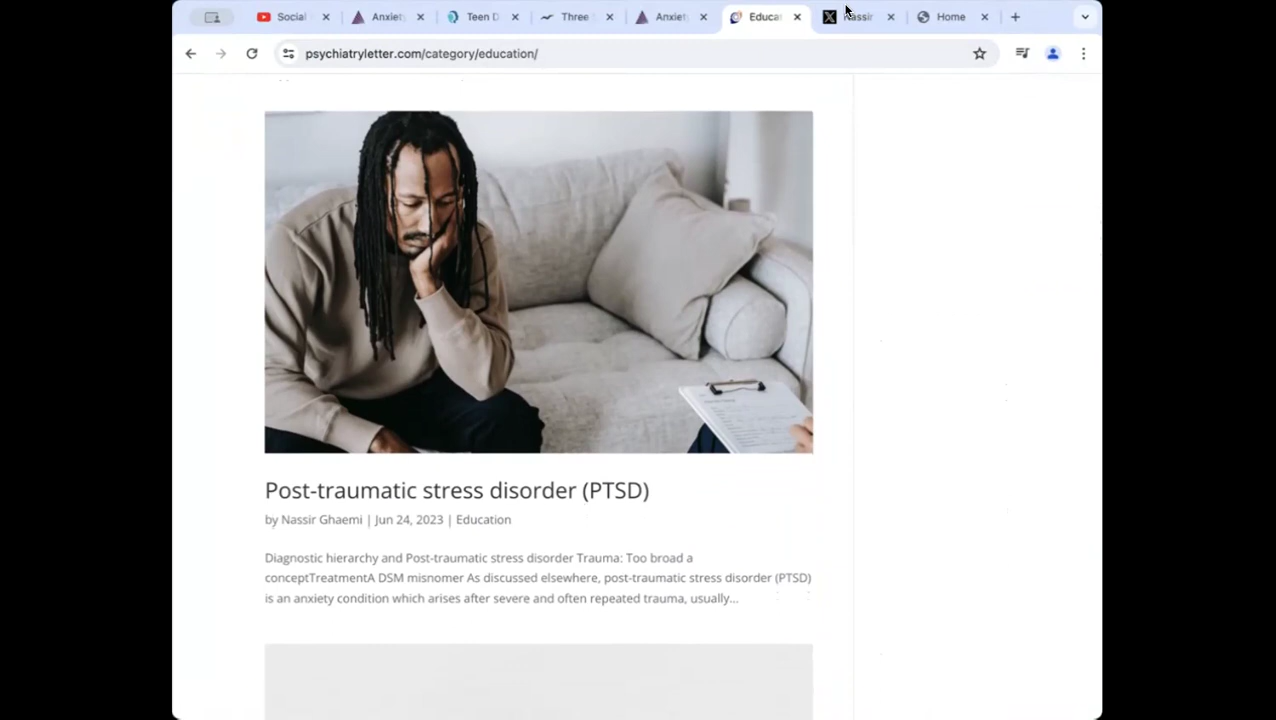 Social
Anxiet
Teen D
Three
Anxiet
Educa
Nassir
Home
psychiatryletter.com/category/education/
Post-traumatic stress disorder (PTSD)
by Nassir Ghaemi | Jun 24, 2023 | Education
Diagnostic hierarchy and Post-traumatic stress disorder Trauma: Too broad a
conceptTreatmentA DSM misnomer As discussed elsewhere, post-traumatic stress disorder (PTSD)
is an anxiety condition which arises after severe and often repeated trauma, usually...